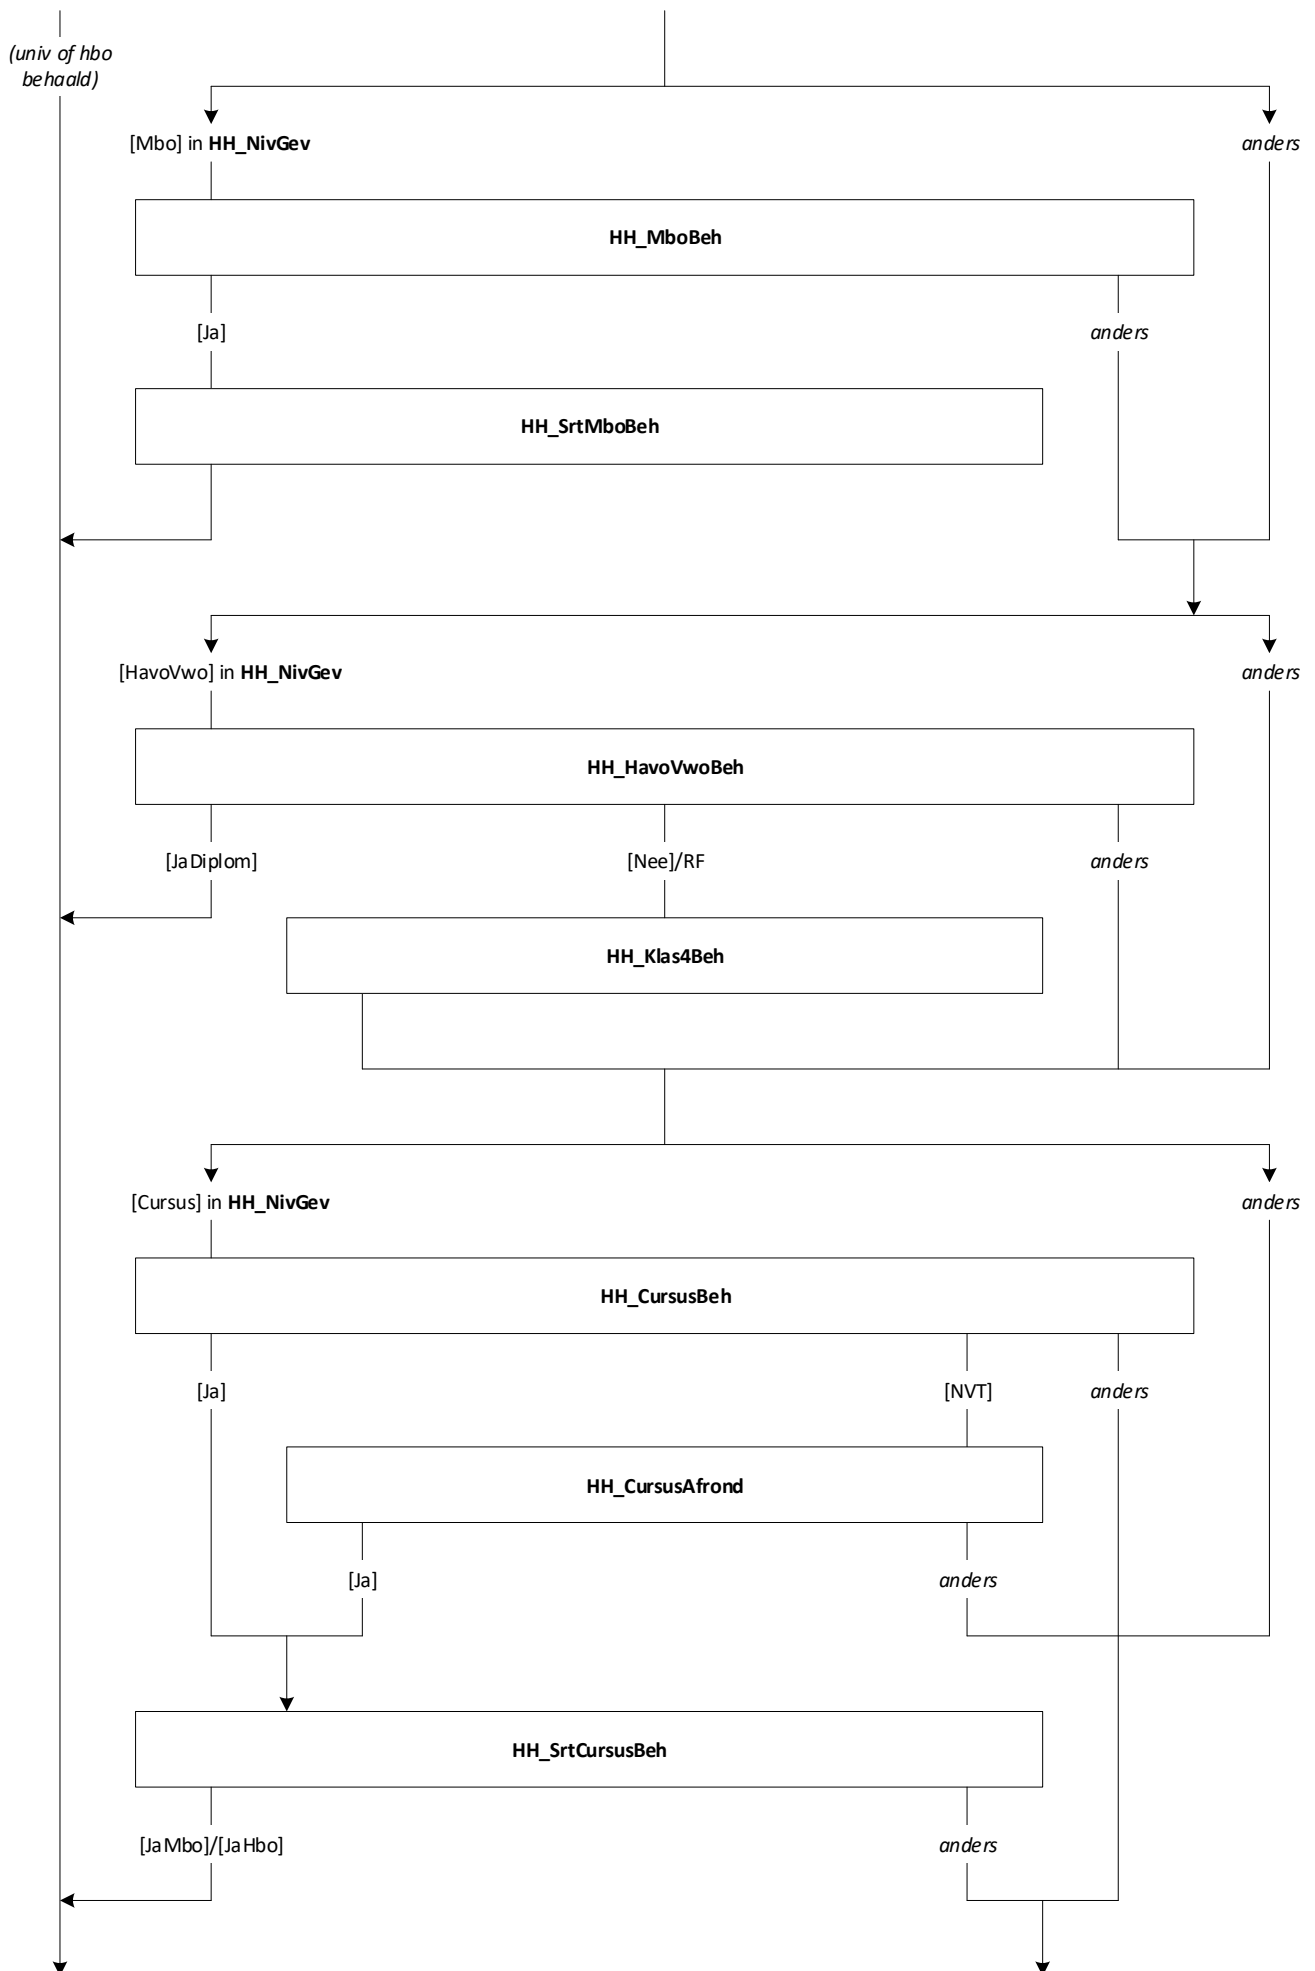 (univ of hbo
behaald)
[Mbo] in HH_NivGev
anders
HH_MboBeh
[Ja]
anders
HH_SrtMboBeh
[HavoVwo] in HH_NivGev
anders
HH_HavoVwoBeh
[JaDiplom]
[Nee]/RF
anders
HH_Klas4Beh
[Cursus] in HH_NivGev
anders
HH_CursusBeh
[Ja]
[NVT]
anders
HH_CursusAfrond
[Ja]
anders
HH_SrtCursusBeh
[JaMbo]/[JaHbo]
anders